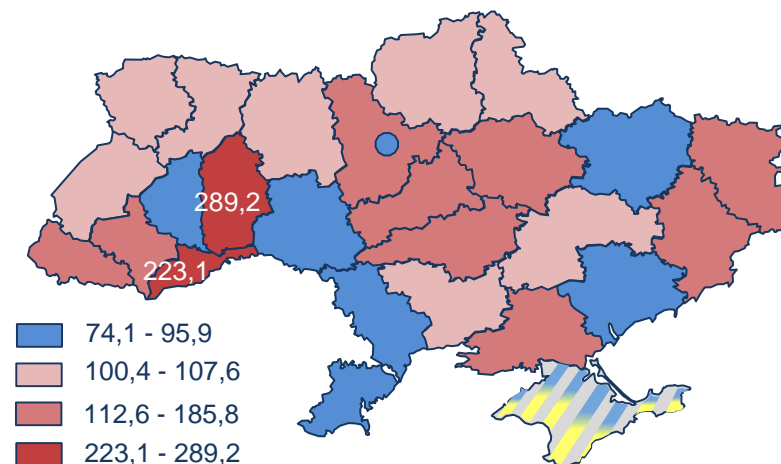 289,2
223,1
74,1 - 95,9
100,4 - 107,6
112,6 - 185,8
223,1 - 289,2